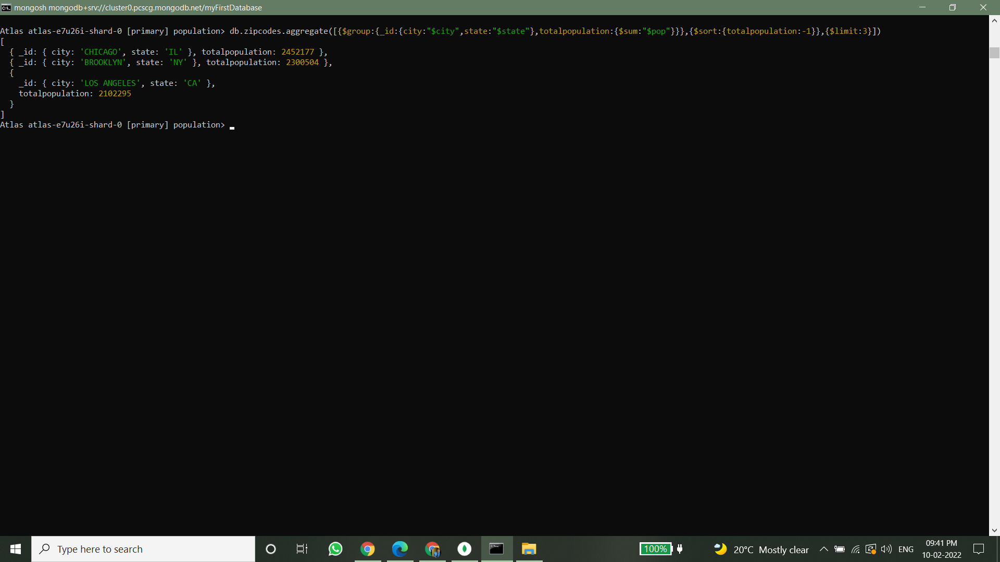 mongosh mongodb+srv://cluster0.pcscg.mongodb.net/myFirstDatabase
Atlas atlas-e7u26i-shard-0 [primary] population> db.zipcodes.aggregate([{$group:{_id:{city:"$city",state:"$state"},totalpopulation:{$sum:"$pop"}}},{$sort:{totalpopulation:-1}},{$limit:3}])
[
  { _id: { city: 'CHICAGO', state: 'IL' }, totalpopulation: 2452177 },
  { _id: { city: 'BROOKLYN', state: 'NY' }, totalpopulation: 2300504 },
  {
    _id: { city: 'LOS ANGELES', state: 'CA' },
    totalpopulation: 2102295
  }
]
Atlas atlas-e7u26i-shard-0 [primary] population>
Type here to search
100%
20°C Mostly clear
ENG
09:41 PM
10-02-2022